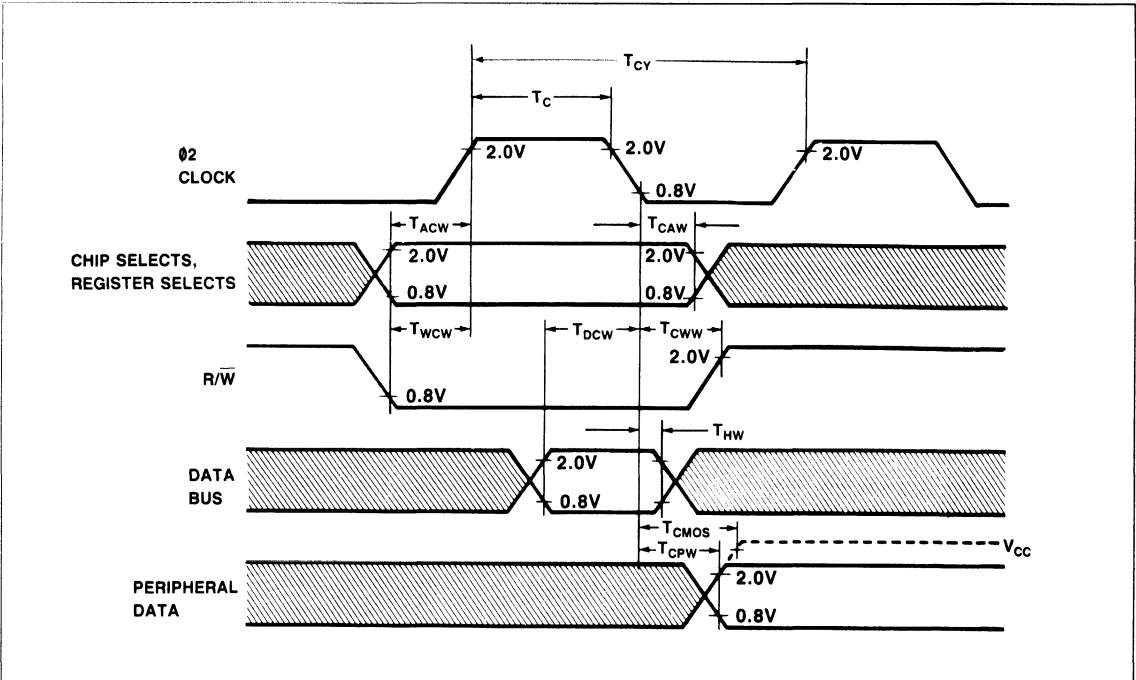 T_CY
T_C
Ø2
CLOCK
2.0V
2.0V
0.8V
2.0V
T_ACW
T_CAW
CHIP SELECTS,
REGISTER SELECTS
2.0V
0.8V
2.0V
0.8V
T_WCW
T_DCW
T_CWW
R/W̅
0.8V
2.0V
T_HW
DATA
BUS
2.0V
0.8V
T_CMOS
T_CPW
V_CC
PERIPHERAL
DATA
2.0V
0.8V